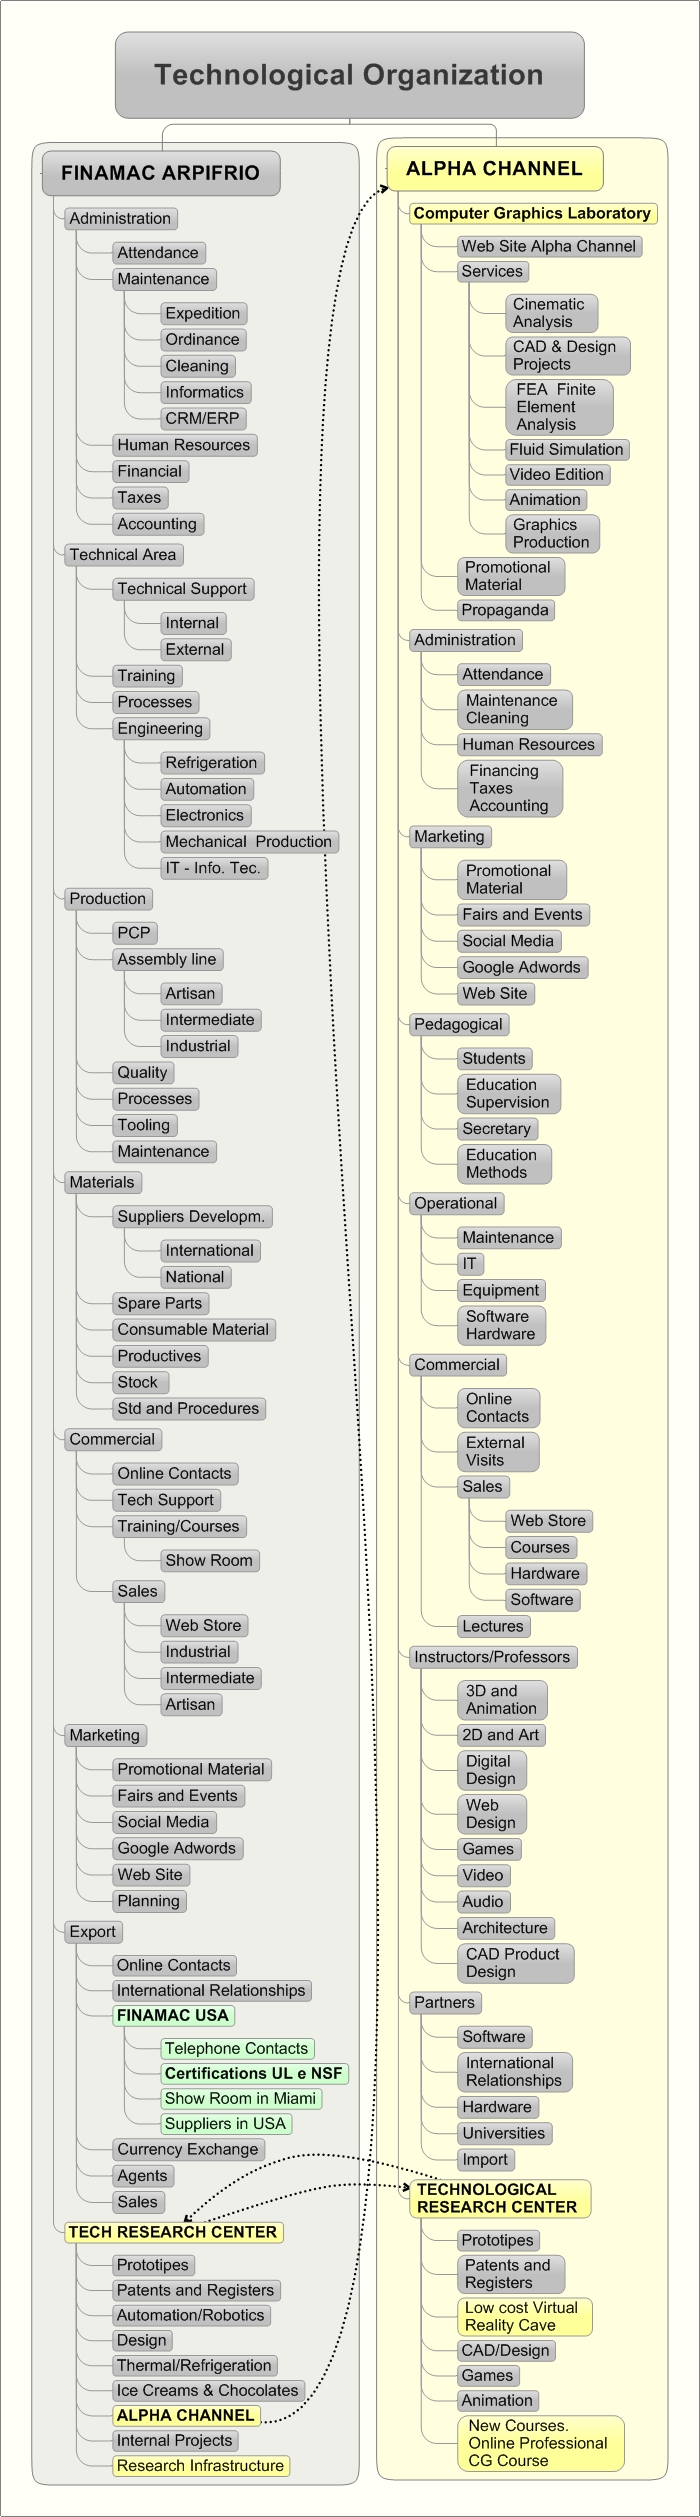 Technological Organization
FINAMAC ARPIFRIO
Administration
Attendance
Maintenance
Expedition
Ordinance
Cleaning
Informatics
CRM/ERP
Human Resources
Financial
Taxes
Accounting
Technical Area
Technical Support
Internal
External
Training
Processes
Engineering
Refrigeration
Automation
Electronics
Mechanical  Production
IT - Info. Tec.
Production
PCP
Assembly line
Artisan
Intermediate
Industrial
Quality
Processes
Tooling
Maintenance
Materials
Suppliers Developm.
International
National
Spare Parts
Consumable Material
Productives
Stock
Std and Procedures
Commercial
Online Contacts
Tech Support
Training/Courses
Show Room
Sales
Web Store
Industrial
Intermediate
Artisan
Marketing
Promotional Material
Fairs and Events
Social Media
Google Adwords
Web Site
Planning
Export
Online Contacts
International Relationships
FINAMAC USA
Telephone Contacts
Certifications UL e NSF
Show Room in Miami
Suppliers in USA
Currency Exchange
Agents
Sales
TECH RESEARCH CENTER
Prototipes
Patents and Registers
Automation/Robotics
Design
Thermal/Refrigeration
Ice Creams & Chocolates
ALPHA CHANNEL
Internal Projects
Research Infrastructure
ALPHA CHANNEL
Computer Graphics Laboratory
Web Site Alpha Channel
Services
Cinematic
Analysis
CAD & Design
Projects
FEA  Finite
Element
Analysis
Fluid Simulation
Video Edition
Animation
Graphics
Production
Promotional
Material
Propaganda
Administration
Attendance
Maintenance
Cleaning
Human Resources
Financing
Taxes
Accounting
Marketing
Promotional
Material
Fairs and Events
Social Media
Google Adwords
Web Site
Pedagogical
Students
Education
Supervision
Secretary
Education
Methods
Operational
Maintenance
IT
Equipment
Software
Hardware
Commercial
Online
Contacts
External
Visits
Sales
Web Store
Courses
Hardware
Software
Lectures
Instructors/Professors
3D and
Animation
2D and Art
Digital
Design
Web
Design
Games
Video
Audio
Architecture
CAD Product
Design
Partners
Software
International
Relationships
Hardware
Universities
Import
TECHNOLOGICAL
RESEARCH CENTER
Prototipes
Patents and
Registers
Low cost Virtual
Reality Cave
CAD/Design
Games
Animation
New Courses.
Online Professional
CG Course